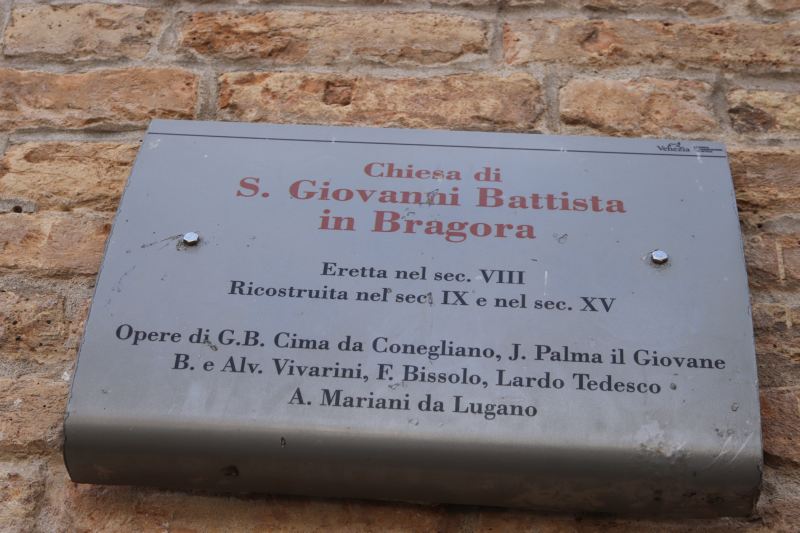 Venezia
Chiesa di
S. Giovanni Battista
in Bragora
Eretta nel sec. VIII
Ricostruita nel sec. IX e nel sec. XV
Opere di G.B. Cima da Conegliano, J. Palma il Giovane
B. e Alv. Vivarini, F. Bissolo, Lardo Tedesco
A. Mariani da Lugano